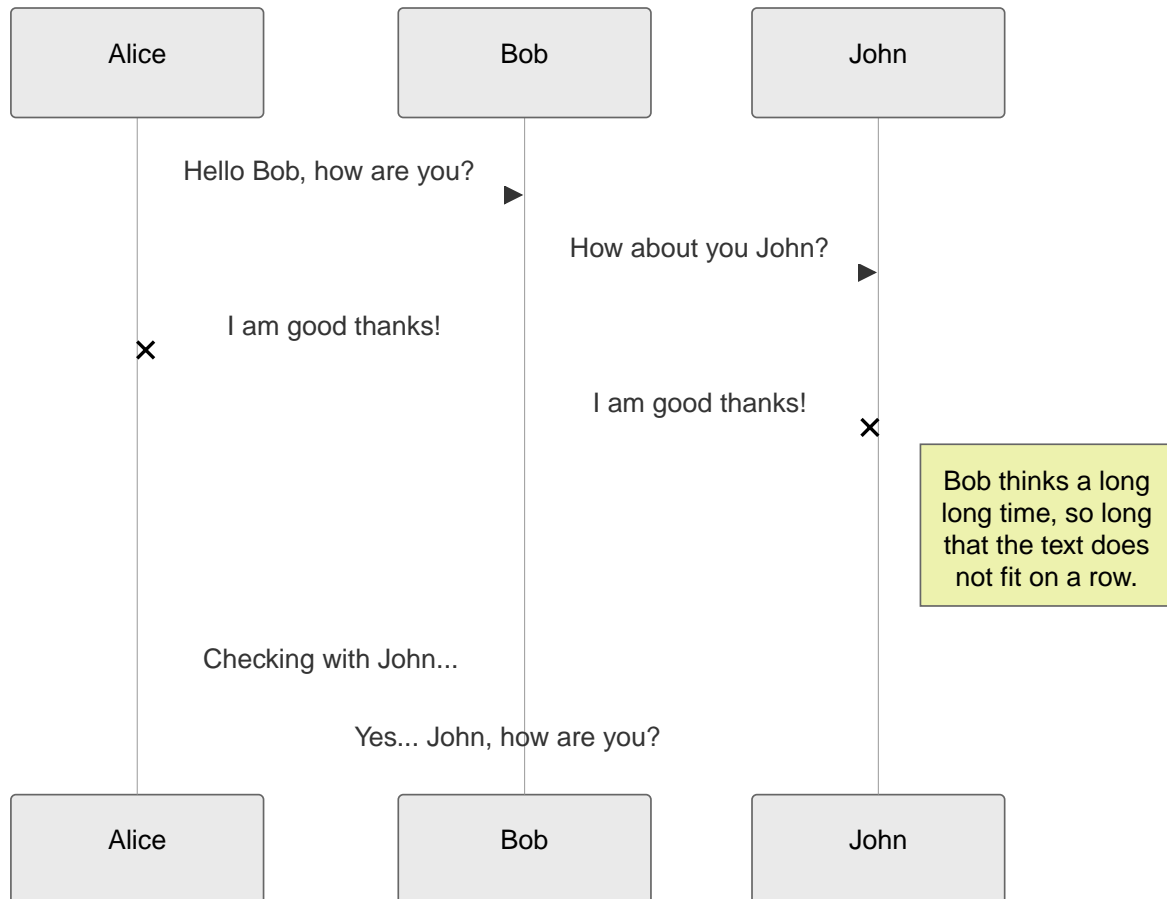 Alice
Bob
John
Hello Bob, how are you?
How about you John?
I am good thanks!
I am good thanks!
Bob thinks a long
long time, so long
that the text does
not fit on a row.
Checking with John...
Yes... John, how are you?
Alice
Bob
John